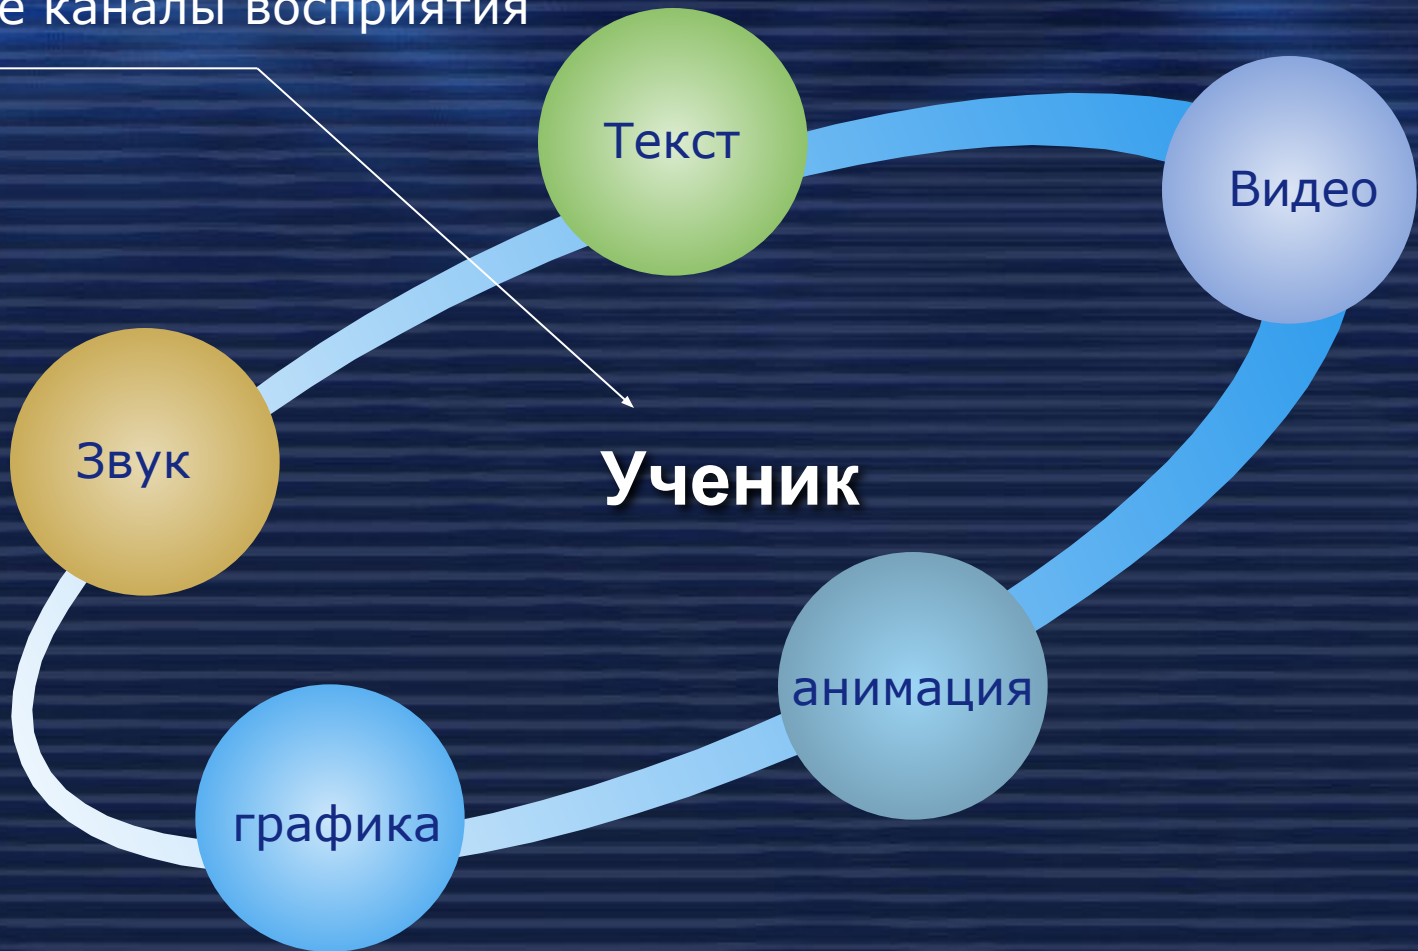 е каналы восприятия
Текст
Видео
Звук
Ученик
анимация
графика